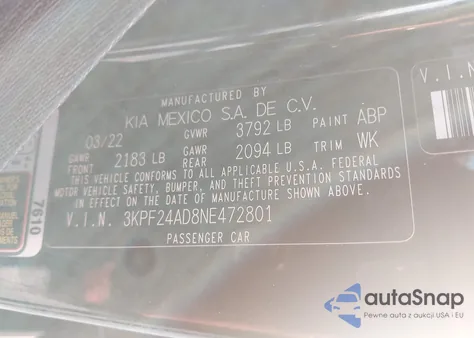 MANUFACTURED BY
KIA MEXICO S.A. DE C.V.
03/22 GVWR 3792 LB PAINT ABP
GAWR FRONT 2183 LB GAWR REAR 2094 LB TRIM WK
THIS VEHICLE CONFORMS TO ALL APPLICABLE U.S.A. FEDERAL
MOTOR VEHICLE SAFETY, BUMPER, AND THEFT PREVENTION STANDARDS
IN EFFECT ON THE DATE OF MANUFACTURE SHOWN ABOVE.
V.I.N. 3KPF24AD8NE472801
PASSENGER CAR
7610
V.I.N
autoSnap
Pewne auta z aukcji USA i EU